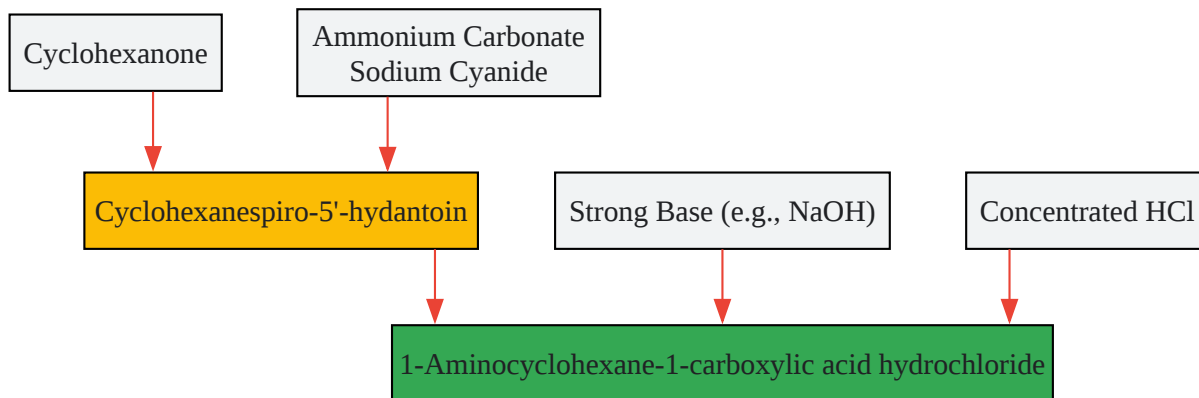 Cyclohexanone
Ammonium Carbonate
Sodium Cyanide
Cyclohexanespiro-5'-hydantoin
Strong Base (e.g., NaOH)
Concentrated HCl
1-Aminocyclohexane-1-carboxylic acid hydrochloride